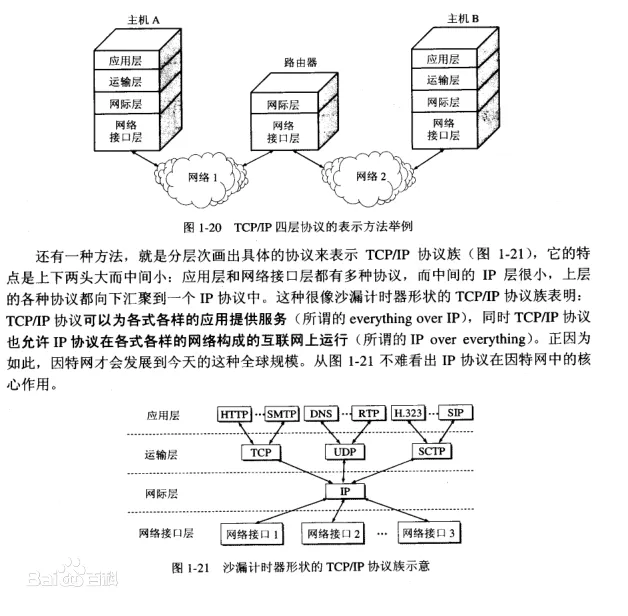 主机 A
主机 B
应用层
运输层
网际层
网络
接口层
路由器
网际层
网络
接口层
应用层
运输层
网际层
网络
接口层
网络 1
网络 2
图 1-20 TCP/IP 四层协议的表示方法举例
还有一种方法，就是分层次画出具体的协议来表示 TCP/IP 协议族（图 1-21），它的特
点是上下两头大而中间小：应用层和网络接口层都有多种协议，而中间的 IP 层很小，上层
的各种协议都向下汇聚到一个 IP 协议中。这种很像沙漏计时器形状的 TCP/IP 协议族表明：
TCP/IP 协议可以为各式各样的应用提供服务（所谓的 everything over IP），同时 TCP/IP 协议
也允许 IP 协议在各式各样的网络构成的互联网上运行（所谓的 IP over everything）。正因为
如此，因特网才会发展到今天的这种全球规模。从图 1-21 不难看出 IP 协议在因特网中的核
心作用。
应用层 HTTP ··· SMTP DNS ··· RTP H.323 ··· SIP
运输层 TCP UDP SCTP
网际层 IP
网络接口层 网络接口 1 网络接口 2 ··· 网络接口 3
图 1-21 沙漏计时器形状的 TCP/IP 协议族示意
Bai百科